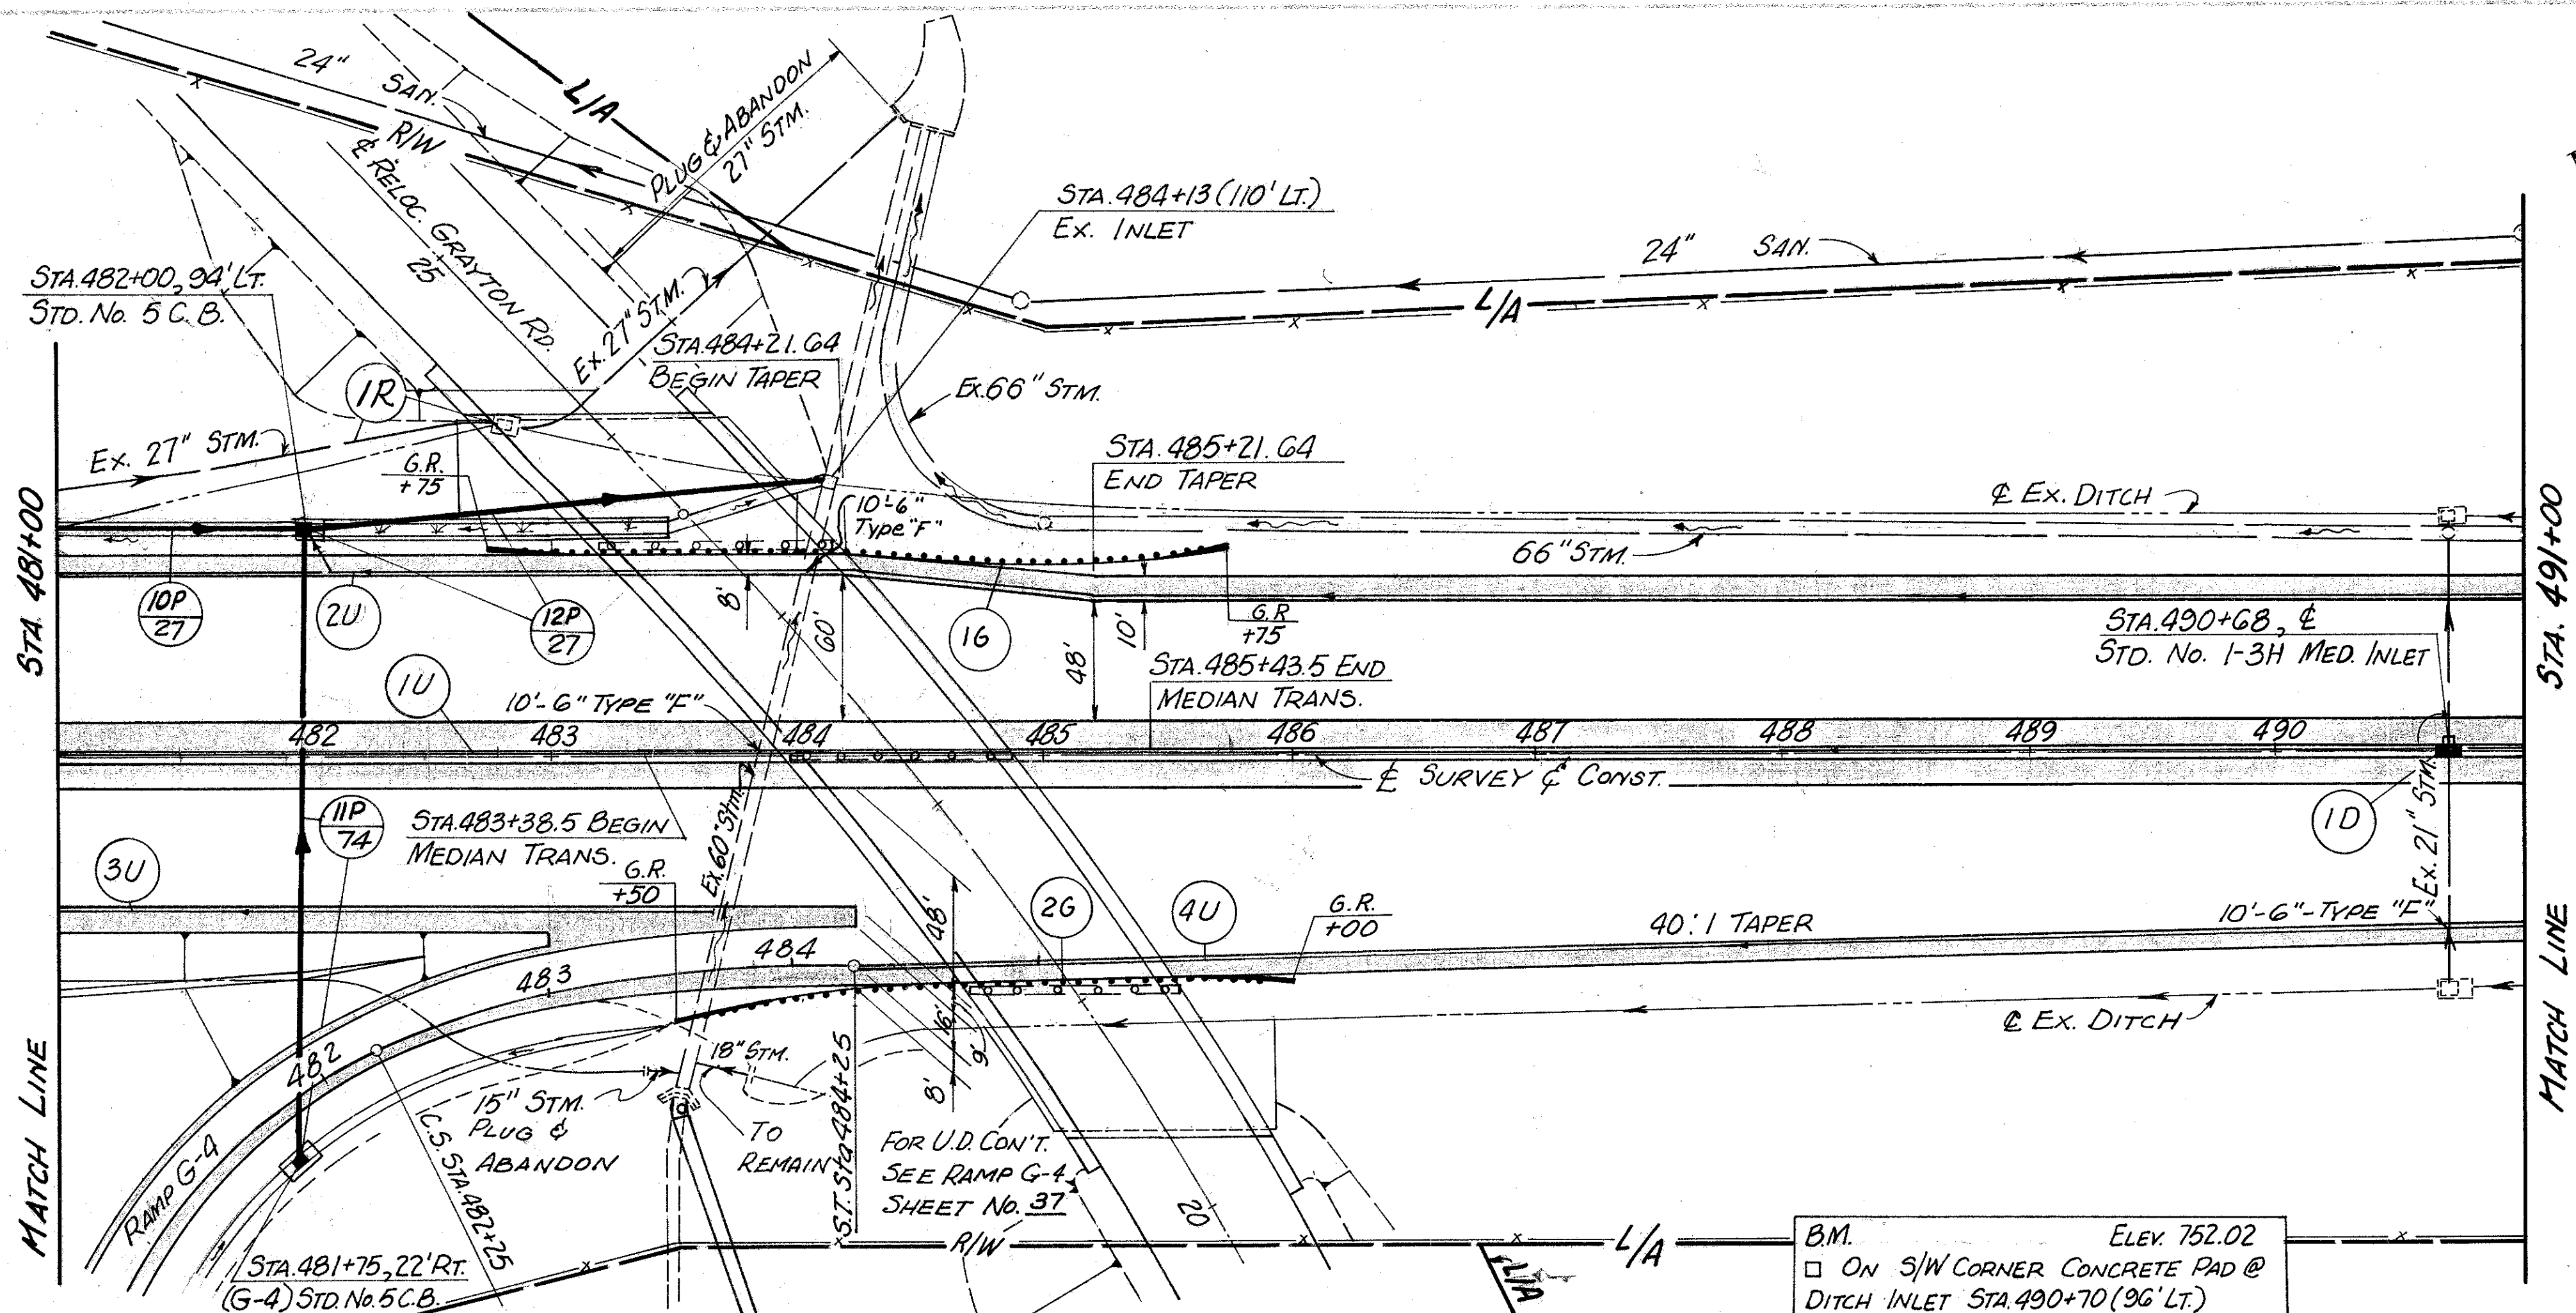 24" SAN.
R/W
L/A
PLUG & ABANDON
27" STM.
℄ RELOC. GRAYTON RD.
25
STA. 484+13 (110' LT.)
EX. INLET
24" SAN.
L/A
STA. 482+00, 94' LT.
STD. No. 5 C.B.
EX. 27" STM.
STA. 484+21.64
BEGIN TAPER
EX. 66" STM.
1R
EX. 27" STM.
G.R.
+75
10'-6"
TYPE "F"
STA. 485+21.64
END TAPER
℄ EX. DITCH
66" STM.
STA. 481+00
STA. 491+00
10P
27
2U
12P
27
8'
60'
1G
G.R.
+75
48'
10'
STA. 490+68, ℄
STD. No. 1-3H MED. INLET
1U
10'-6" TYPE "F"
STA. 485+43.5 END
MEDIAN TRANS.
482
483
484
485
486
487
488
489
490
℄ SURVEY & CONST.
11P
74
STA. 483+38.5 BEGIN
MEDIAN TRANS.
EX. 60" STM.
EX. 21" STM.
1D
3U
G.R.
+50
48'
2G
4U
G.R.
+00
40:1 TAPER
10'-6"-TYPE "F"
484
483
482
16'
9'
8'
℄ EX. DITCH
18" STM.
TO
REMAIN
15" STM.
PLUG &
ABANDON
S.T. Sta 484+25
C.S. STA. 482+25
FOR U.D. CON'T.
SEE RAMP G-4
SHEET No. 37
20
MATCH LINE
MATCH LINE
RAMP G-4
R/W
L/A
L/A
STA. 481+75, 22' RT.
(G-4) STD. No. 5 C.B.
B.M. ELEV. 752.02
□ ON S/W CORNER CONCRETE PAD @
DITCH INLET STA. 490+70 (96' LT.)